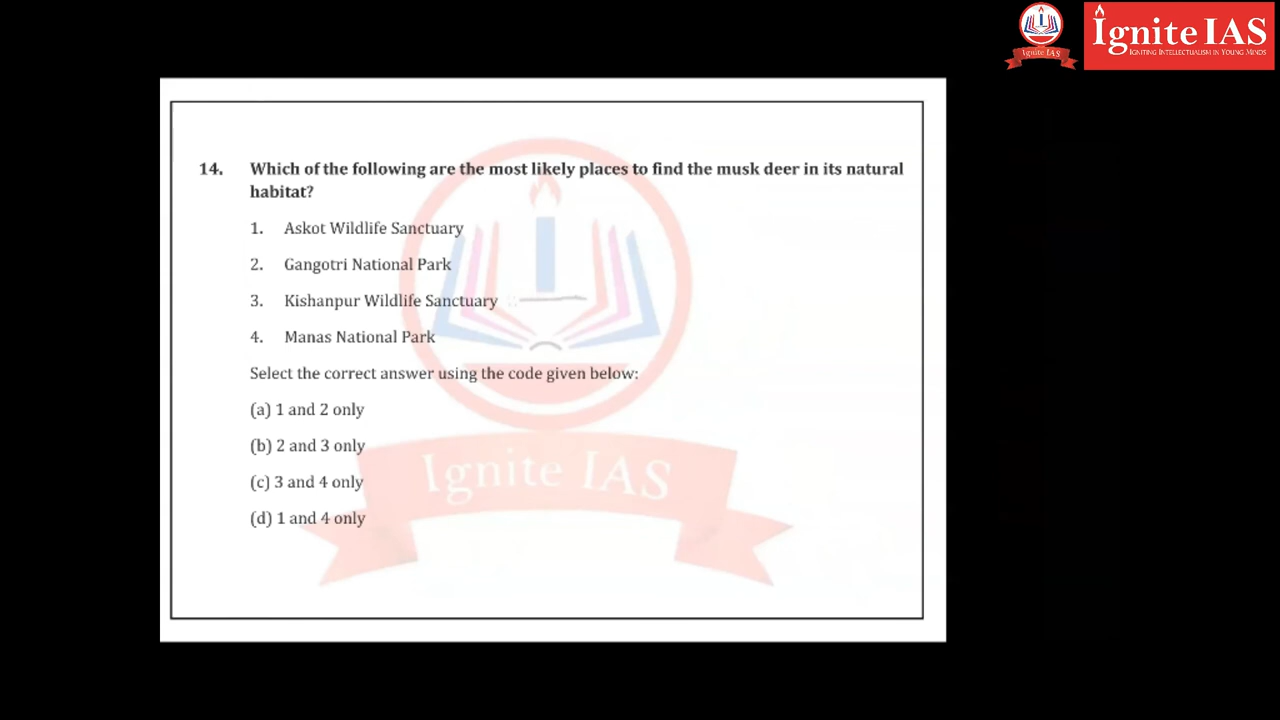 Ignite IAS
IGNITING INTELLECTUALISM IN YOUNG MINDS
Ignite IAS
14. Which of the following are the most likely places to find the musk deer in its natural
habitat?
1. Askot Wildlife Sanctuary
2. Gangotri National Park
3. Kishanpur Wildlife Sanctuary
4. Manas National Park
Select the correct answer using the code given below:
(a) 1 and 2 only
(b) 2 and 3 only
(c) 3 and 4 only
(d) 1 and 4 only
Ignite IAS